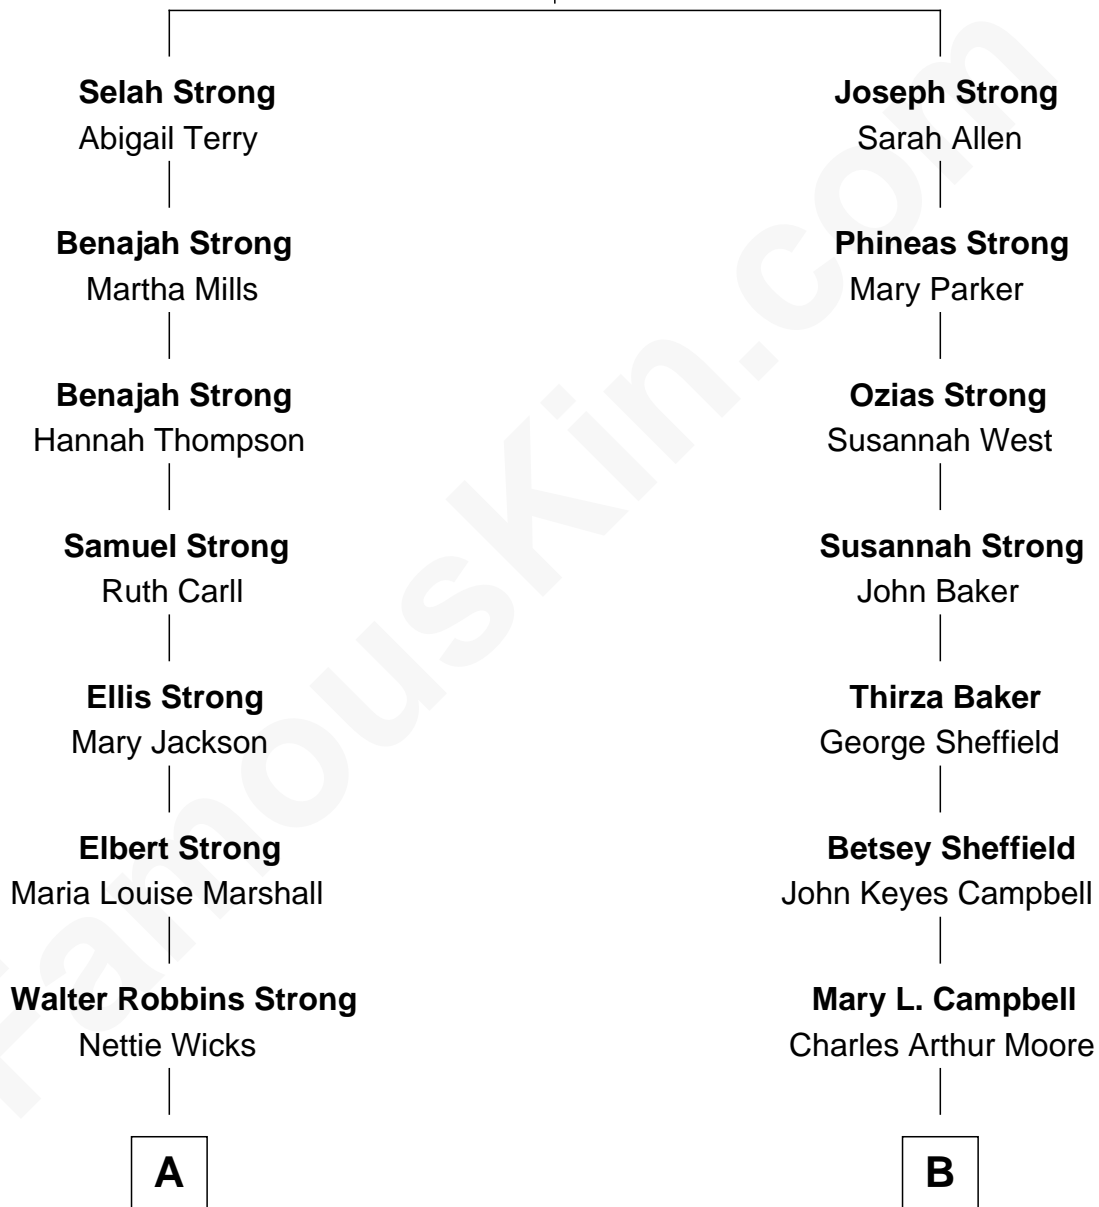 Selah Strong
Abigail Terry
Joseph Strong
Sarah Allen
Benajah Strong
Martha Mills
Phineas Strong
Mary Parker
Benajah Strong
Hannah Thompson
Ozias Strong
Susannah West
Samuel Strong
Ruth Carll
Susannah Strong
John Baker
Ellis Strong
Mary Jackson
Thirza Baker
George Sheffield
Elbert Strong
Maria Louise Marshall
Betsey Sheffield
John Keyes Campbell
Walter Robbins Strong
Nettie Wicks
Mary L. Campbell
Charles Arthur Moore
A
B
FamousKin.com